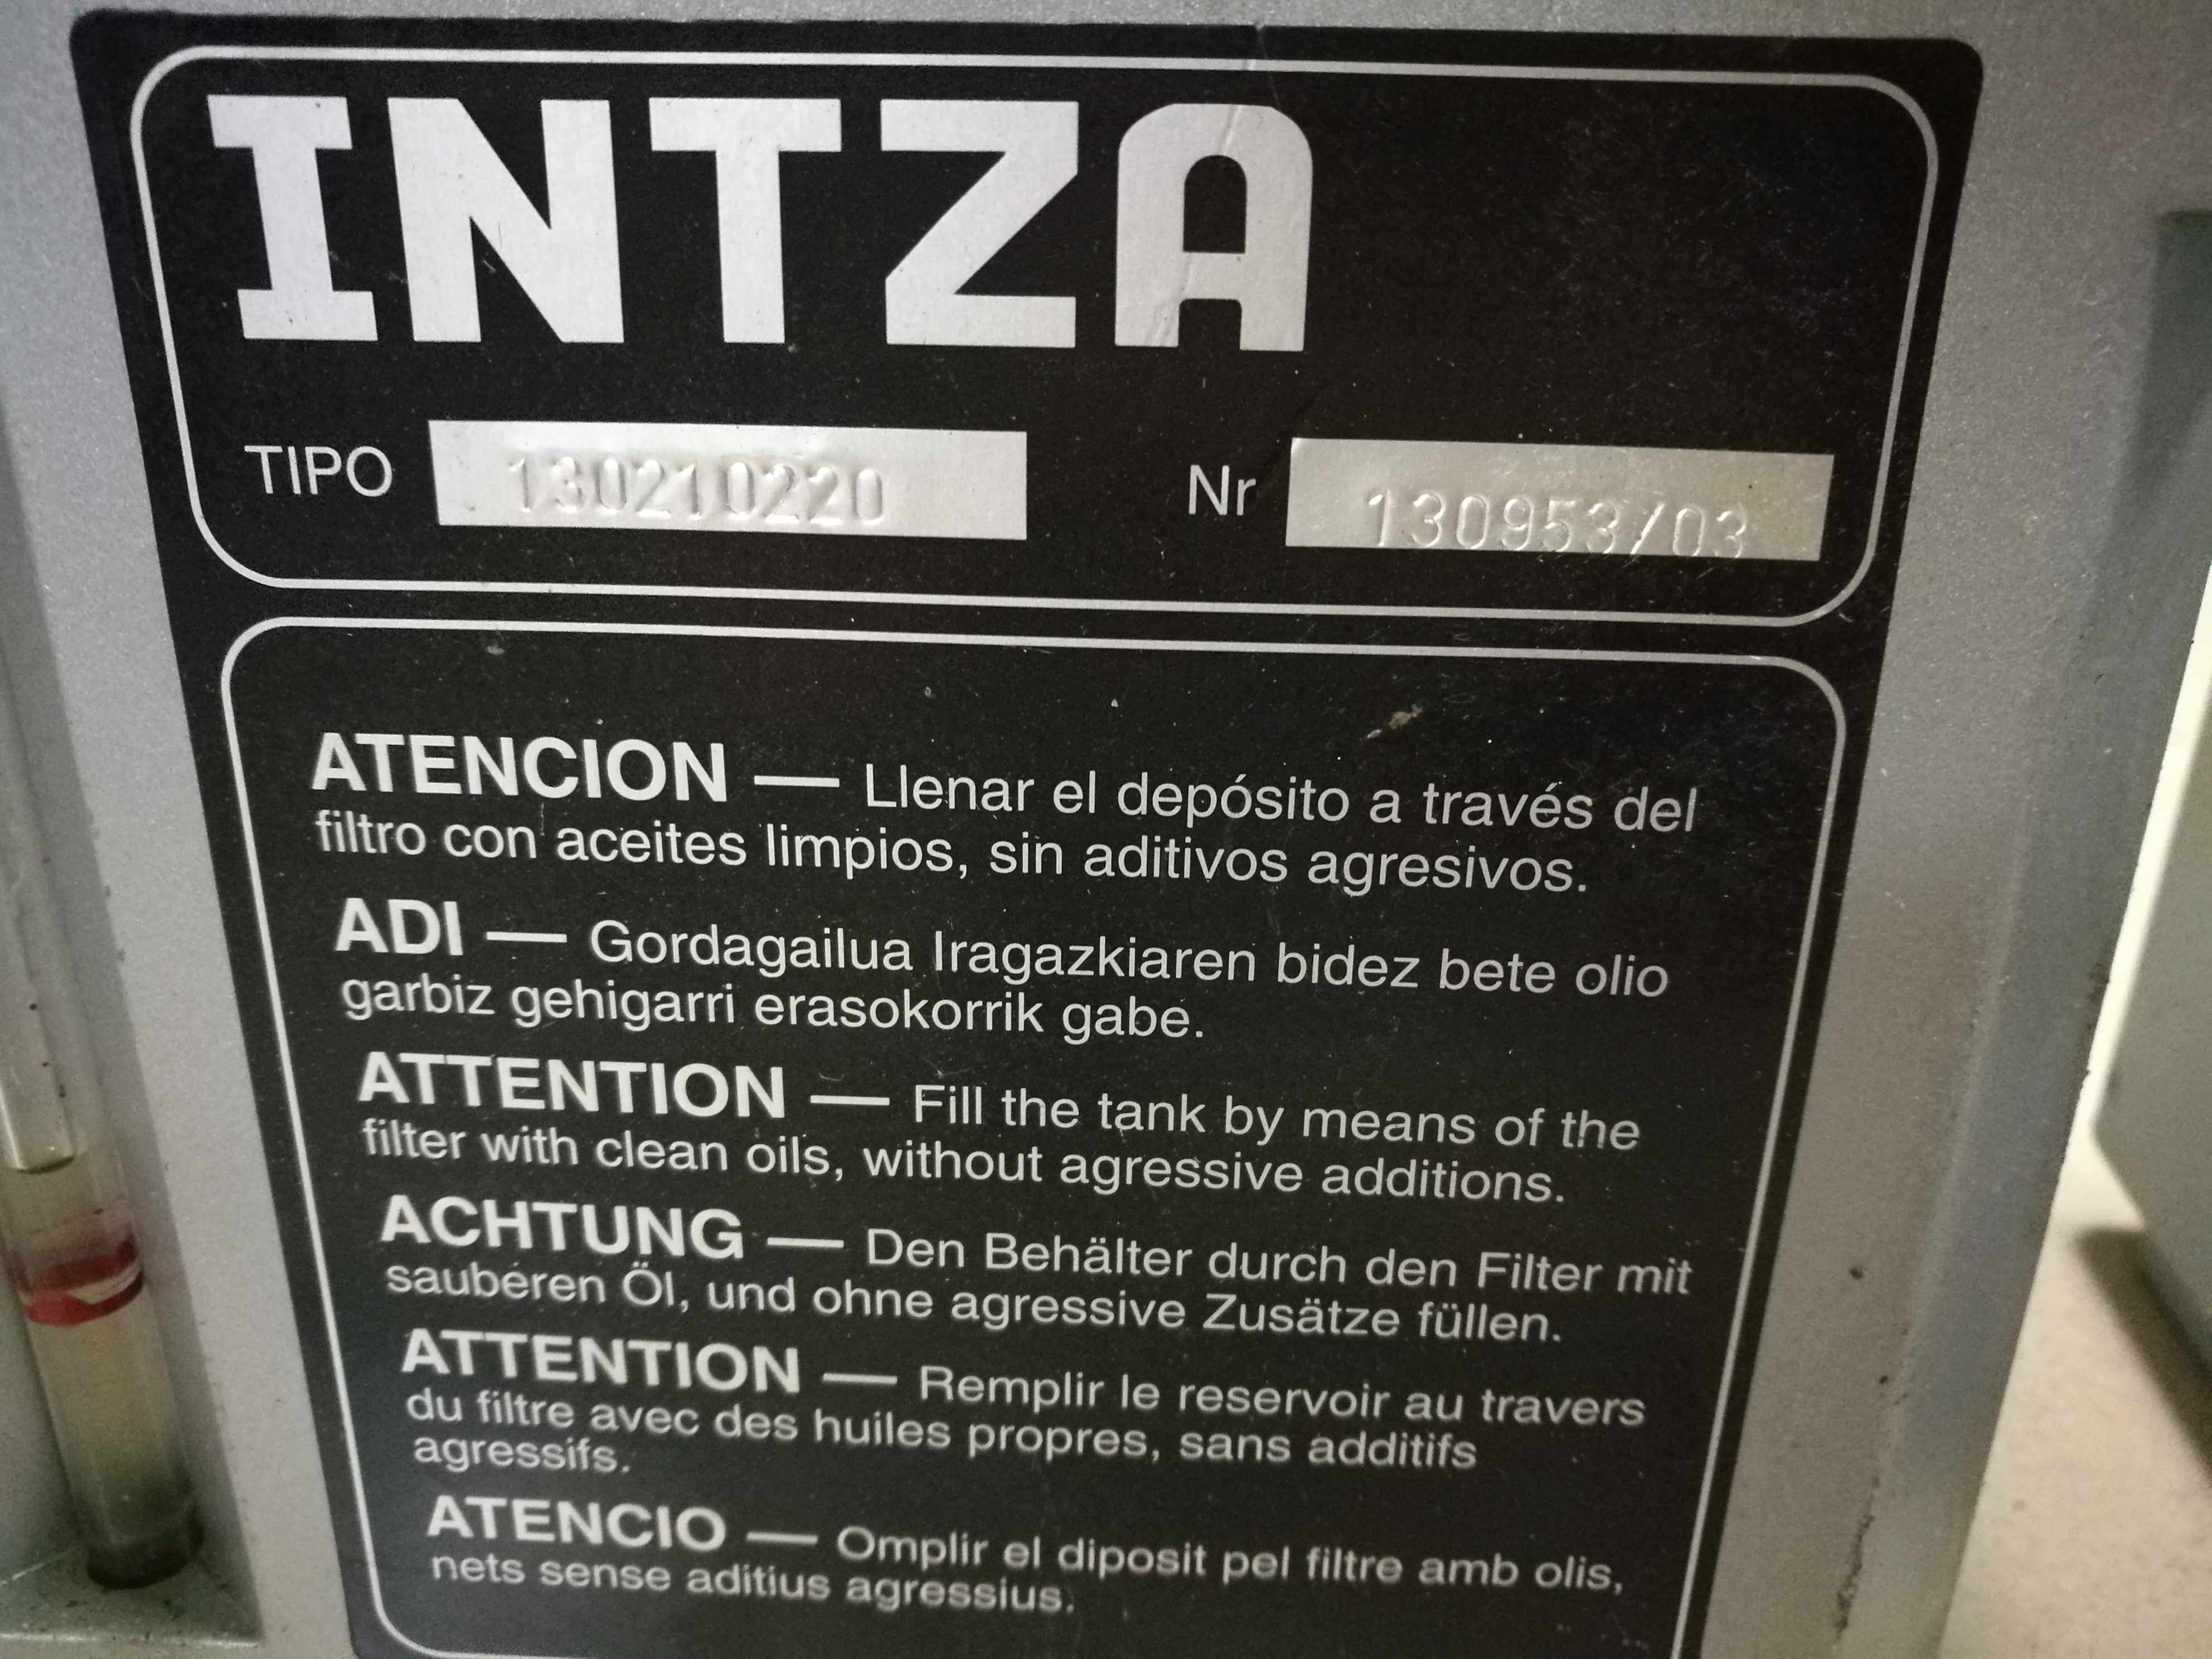 INTZA
TIPO 130210220 Nr 130953/03
ATENCION — Llenar el depósito a través del
filtro con aceites limpios, sin aditivos agresivos.
ADI — Gordagailua Iragazkiaren bidez bete olio
garbiz gehigarri erasokorrik gabe.
ATTENTION — Fill the tank by means of the
filter with clean oils, without agressive additions.
ACHTUNG — Den Behälter durch den Filter mit
sauberen Öl, und ohne agressive Zusätze füllen.
ATTENTION — Remplir le reservoir au travers
du filtre avec des huiles propres, sans additifs
agressifs.
ATENCIO — Omplir el diposit pel filtre amb olis,
nets sense aditius agressius.